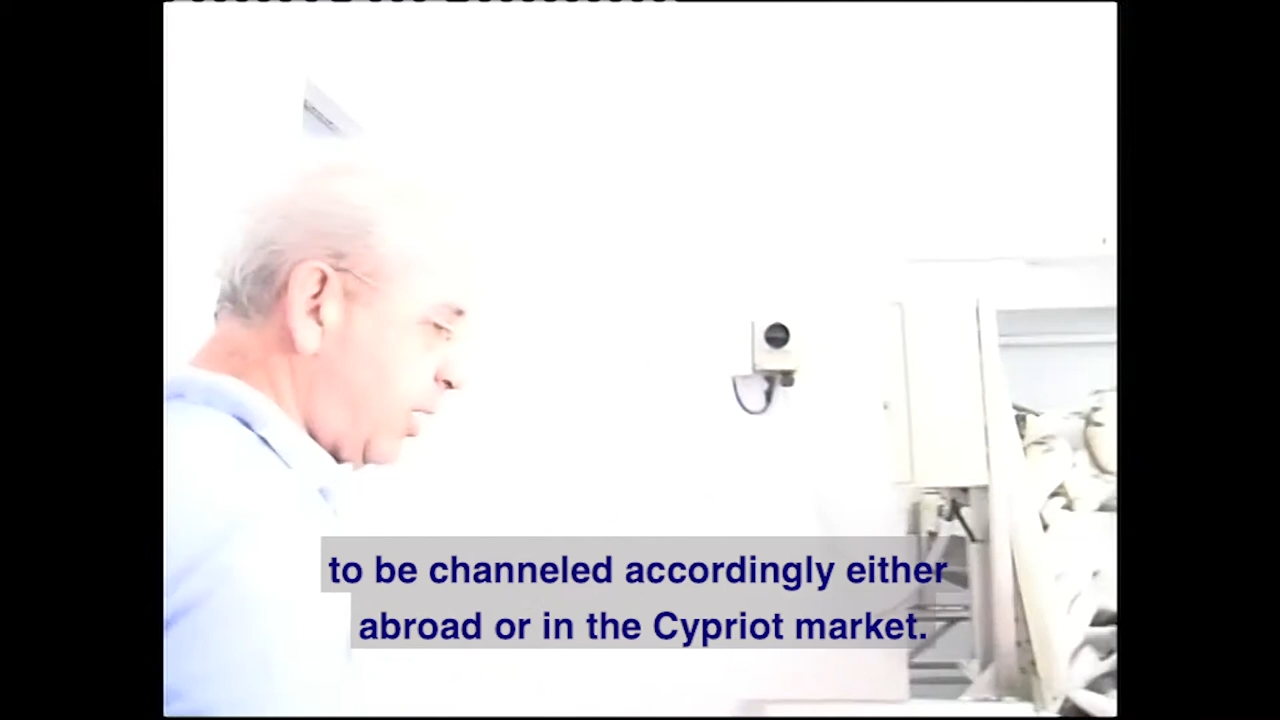 to be channeled accordingly either
abroad or in the Cypriot market.